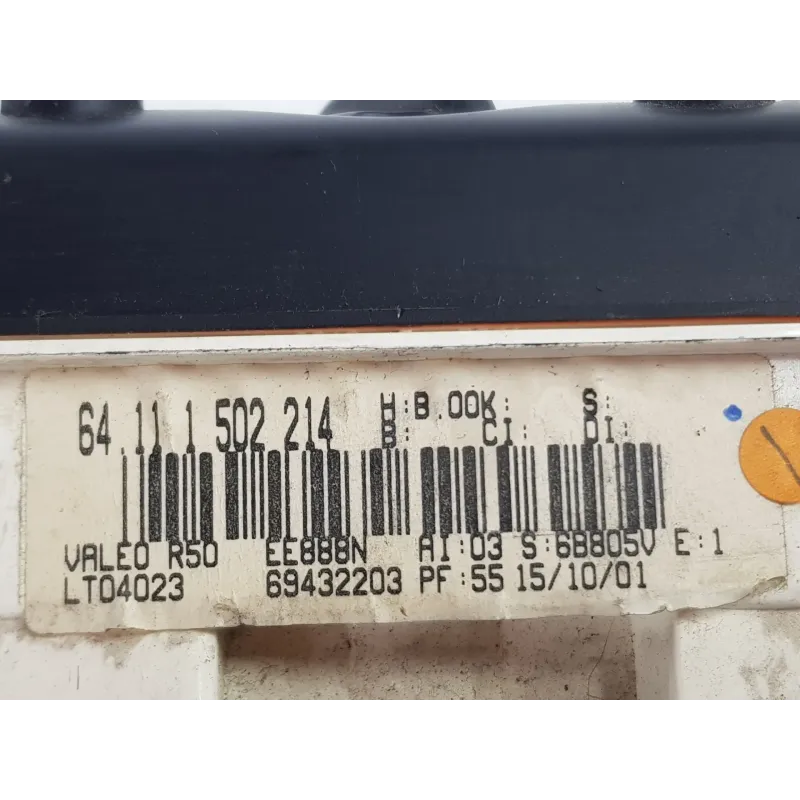 64.11 1 502 214 H:B.00K: S:
B: CI: DI:
VALEO R50 EE888N AI:03 S:6B805V E:1
LT04023 69432203 PF:55 15/10/01